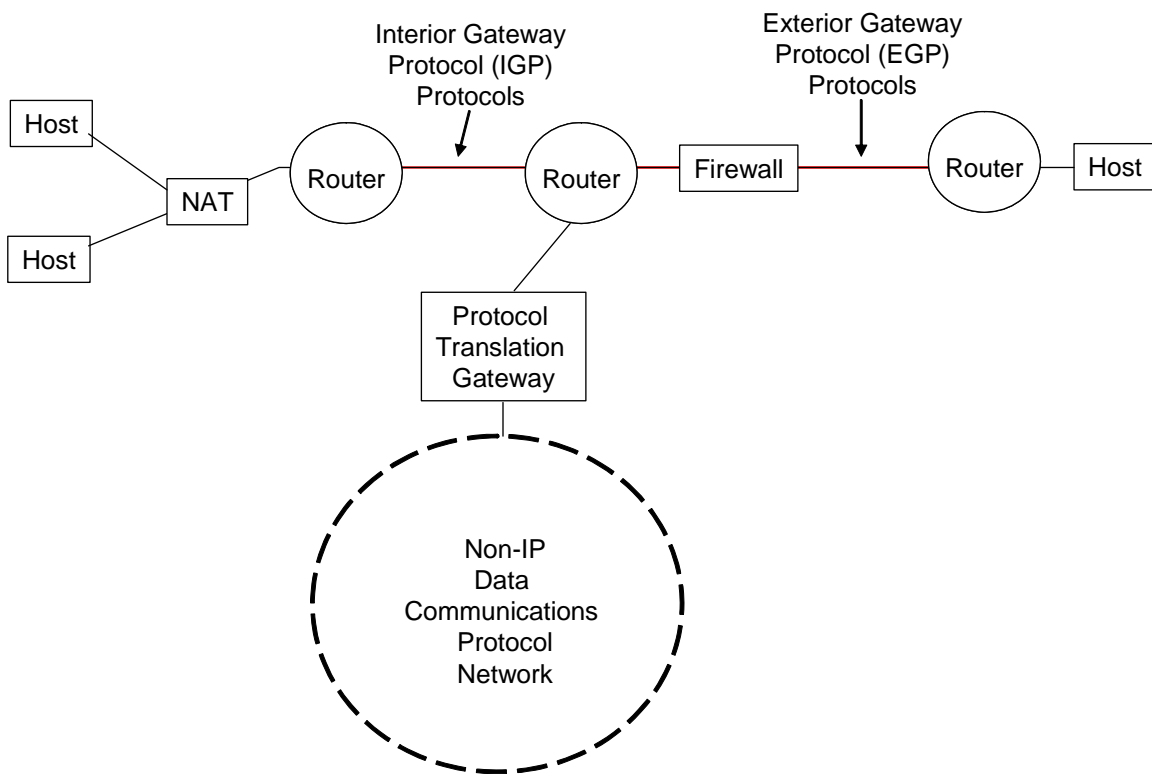 Interior Gateway
Protocol (IGP)
Protocols
Exterior Gateway
Protocol (EGP)
Protocols
Host
Router
Router
Firewall
Router
Host
NAT
Host
Protocol
Translation
Gateway
Non-IP
Data
Communications
Protocol
Network